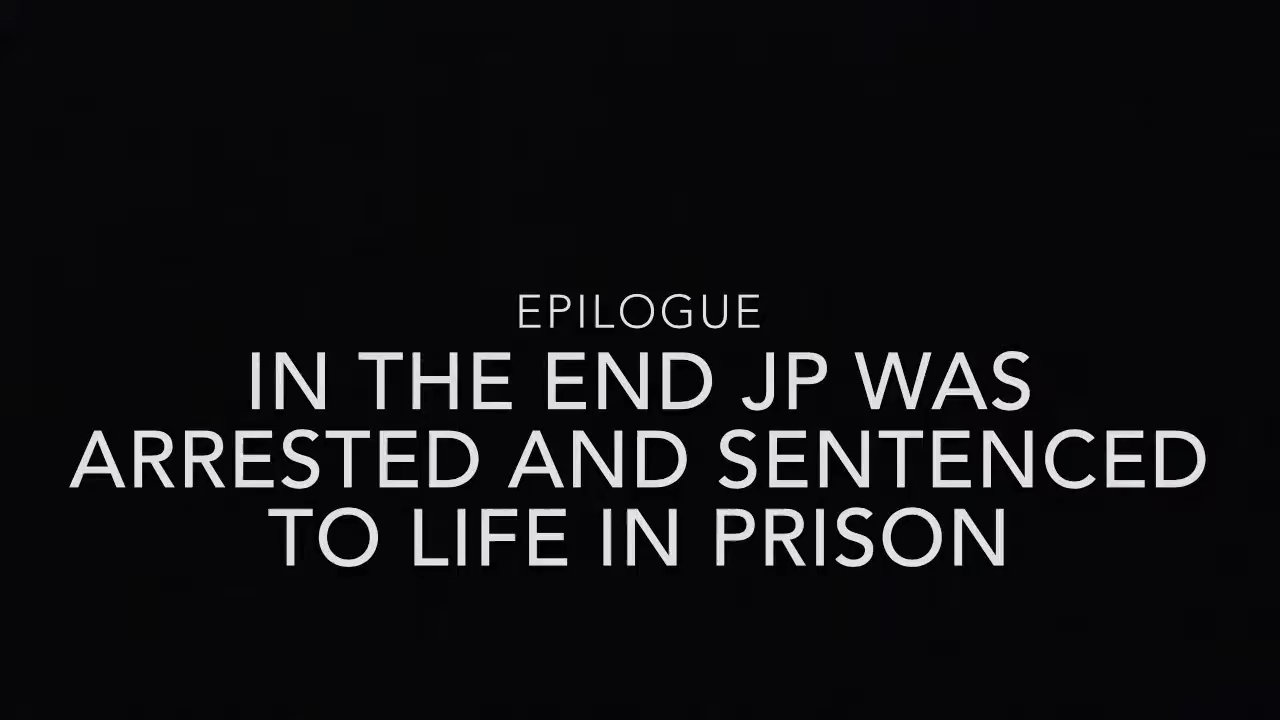 EPILOGUE
IN THE END JP WAS
ARRESTED AND SENTENCED
TO LIFE IN PRISON